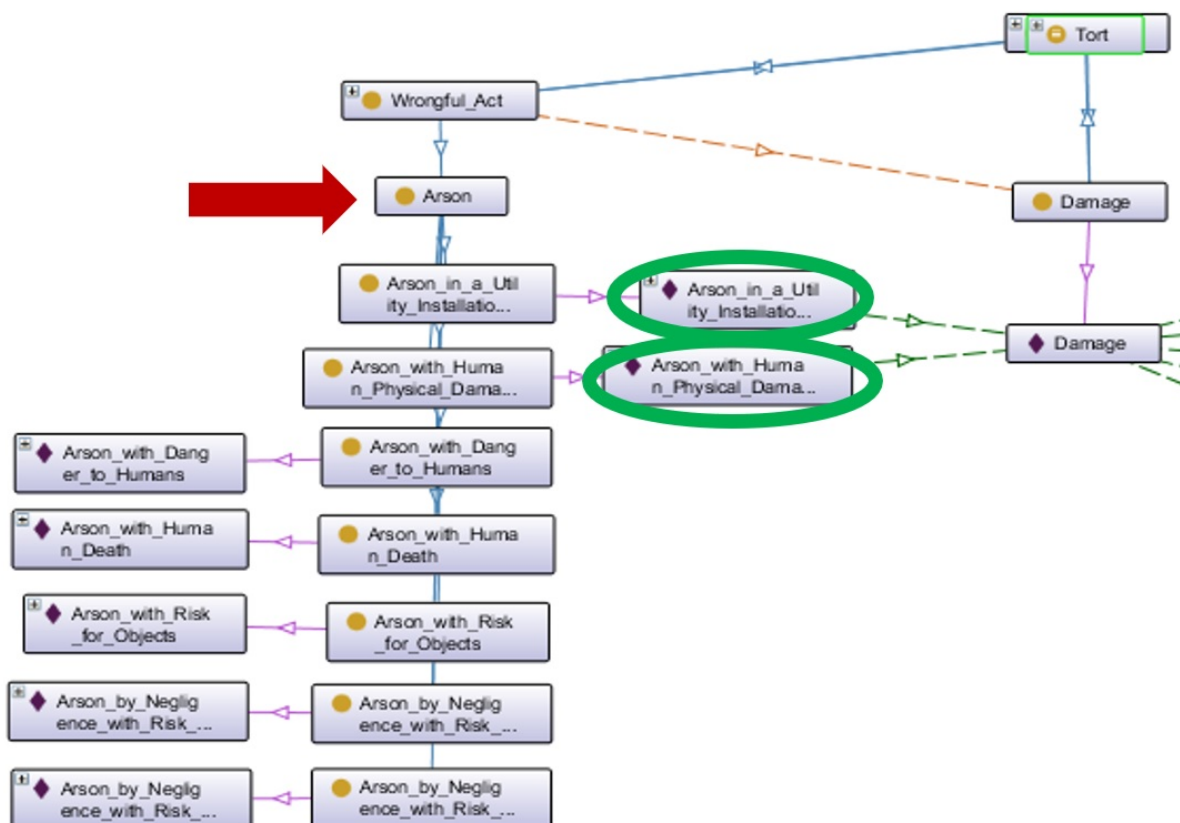 Tort
Wrongful_Act
Arson
Damage
Arson_in_a_Util
ity_Installatio...
Arson_in_a_Util
ity_Installatio...
Damage
Arson_with_Huma
n_Physical_Dama...
Arson_with_Huma
n_Physical_Dama...
Arson_with_Dang
er_to_Humans
Arson_with_Dang
er_to_Humans
Arson_with_Huma
n_Death
Arson_with_Huma
n_Death
Arson_with_Risk
_for_Objects
Arson_with_Risk
_for_Objects
Arson_by_Neglig
ence_with_Risk_...
Arson_by_Neglig
ence_with_Risk_...
Arson_by_Neglig
ence_with_Risk_...
Arson_by_Neglig
ence_with_Risk_...